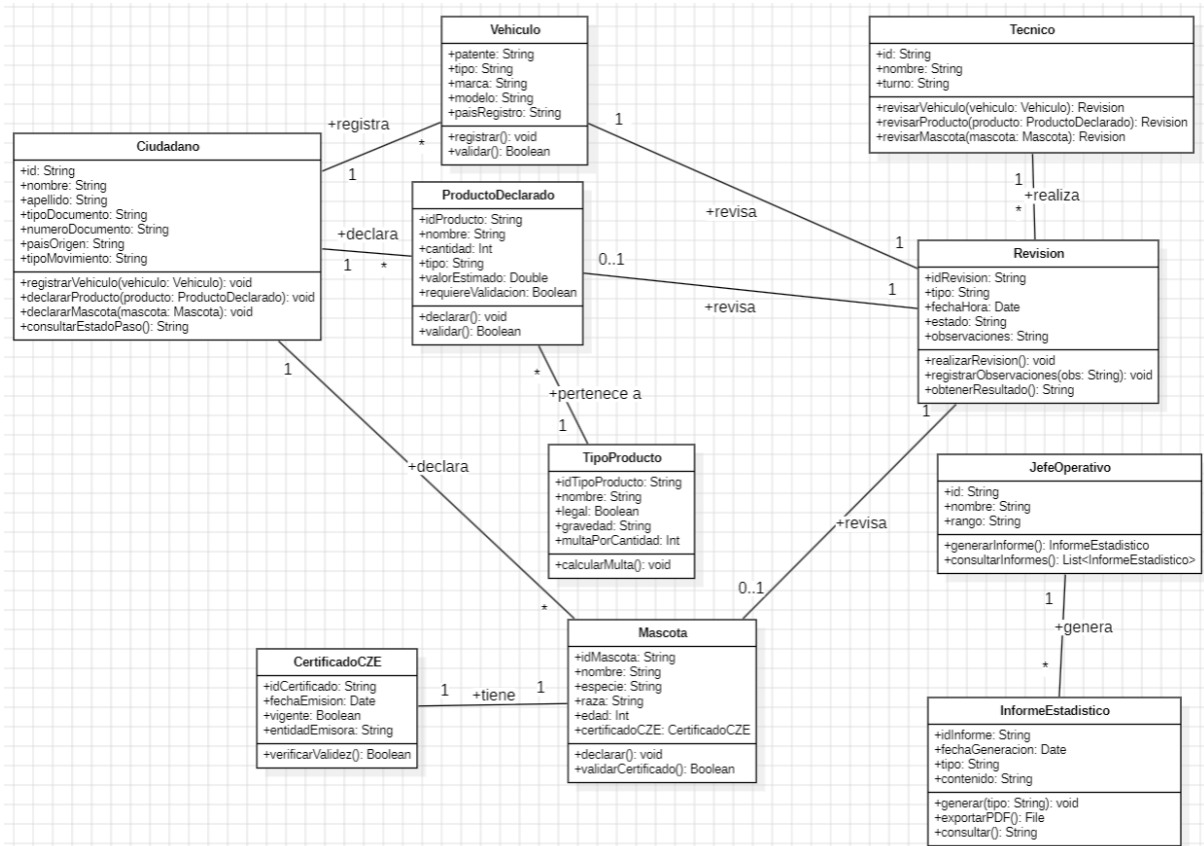 Vehiculo
+patente: String
+tipo: String
+marca: String
+modelo: String
+paisRegistro: String
+registrar(): void
+validar(): Boolean
Tecnico
+id: String
+nombre: String
+turno: String
+revisarVehiculo(vehiculo: Vehiculo): Revision
+revisarProducto(producto: ProductoDeclarado): Revision
+revisarMascota(mascota: Mascota): Revision
Ciudadano
+id: String
+nombre: String
+apellido: String
+tipoDocumento: String
+numeroDocumento: String
+paisOrigen: String
+tipoMovimiento: String
+registrarVehiculo(vehiculo: Vehiculo): void
+declararProducto(producto: ProductoDeclarado): void
+declararMascota(mascota: Mascota): void
+consultarEstadoPaso(): String
+registra
1
*
ProductoDeclarado
+idProducto: String
+nombre: String
+cantidad: Int
+tipo: String
+valorEstimado: Double
+requiereValidacion: Boolean
+declarar(): void
+validar(): Boolean
+declara
1
*
1
+revisa
1
0..1
+revisa
1
1
+realiza
*
Revision
+idRevision: String
+tipo: String
+fechaHora: Date
+estado: String
+observaciones: String
+realizarRevision(): void
+registrarObservaciones(obs: String): void
+obtenerResultado(): String
*
+pertenece a
1
TipoProducto
+idTipoProducto: String
+nombre: String
+legal: Boolean
+gravedad: String
+multaPorCantidad: Int
+calcularMulta(): void
1
+declara
*
1
+revisa
0..1
JefeOperativo
+id: String
+nombre: String
+rango: String
+generarInforme(): InformeEstadistico
+consultarInformes(): List<InformeEstadistico>
1
+genera
*
CertificadoCZE
+idCertificado: String
+fechaEmision: Date
+vigente: Boolean
+entidadEmisora: String
+verificarValidez(): Boolean
1
+tiene
1
Mascota
+idMascota: String
+nombre: String
+especie: String
+raza: String
+edad: Int
+certificadoCZE: CertificadoCZE
+declarar(): void
+validarCertificado(): Boolean
InformeEstadistico
+idInforme: String
+fechaGeneracion: Date
+tipo: String
+contenido: String
+generar(tipo: String): void
+exportarPDF(): File
+consultar(): String